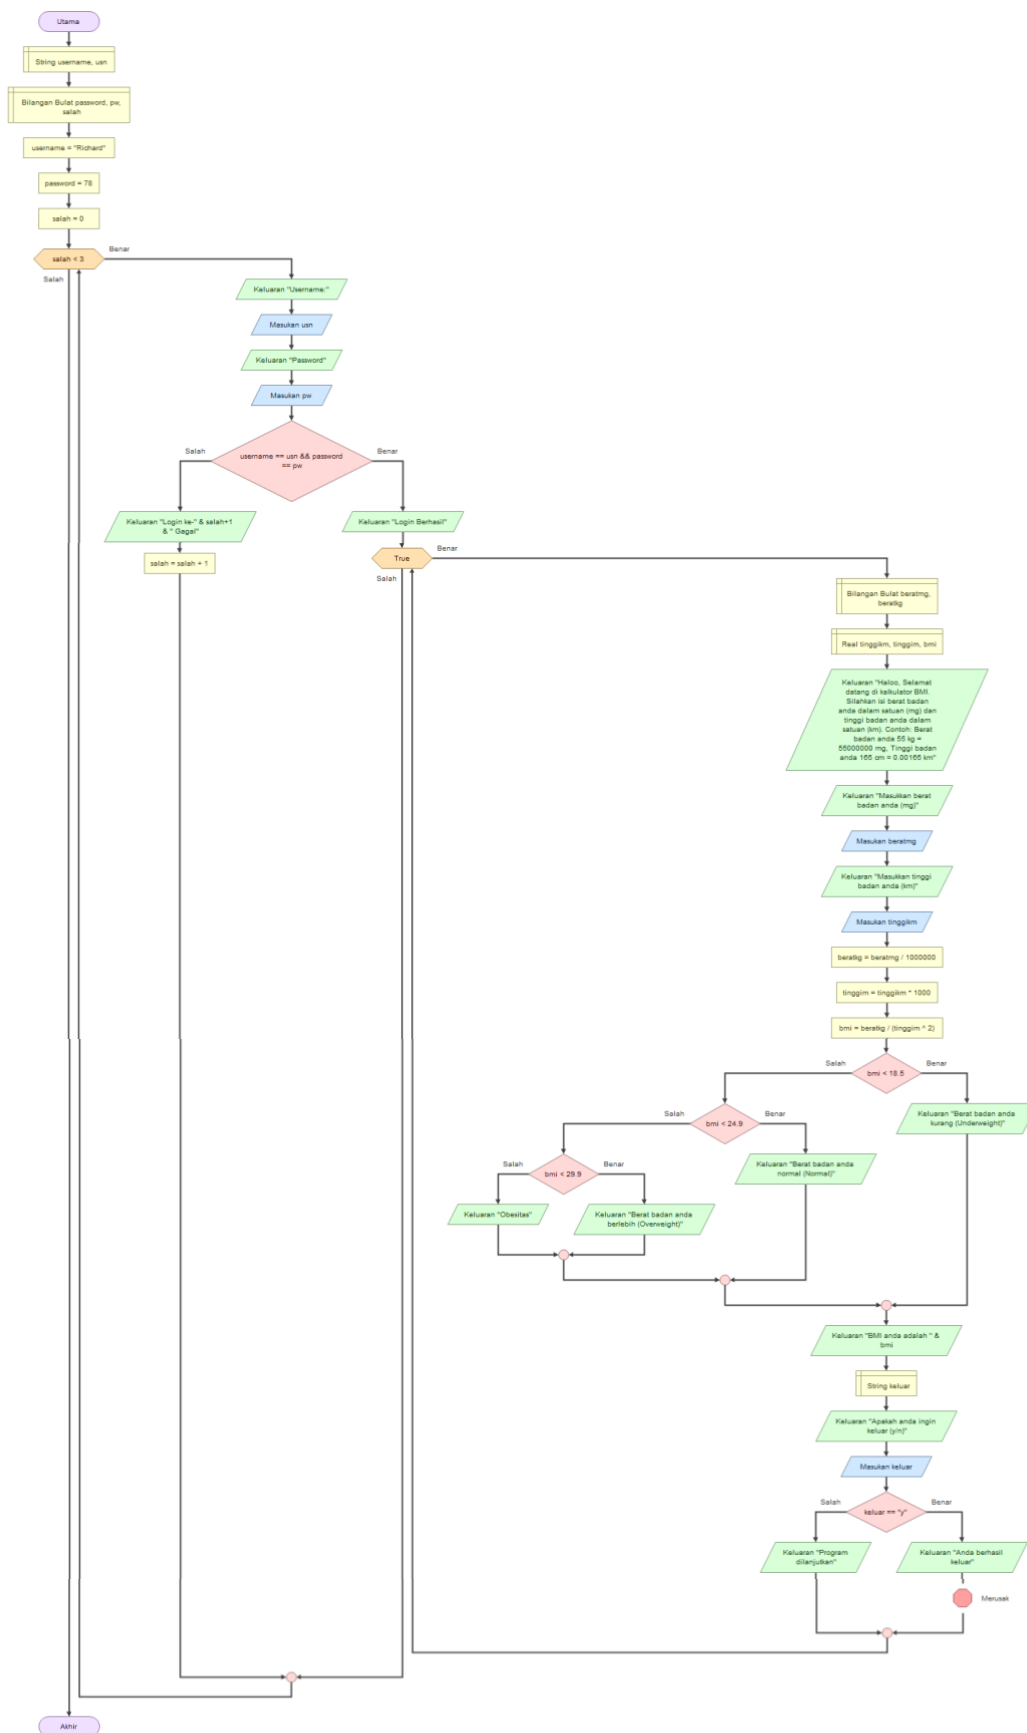 Utama
String username, usn
Bilangan Bulat password, pw,
salah
username = "Richard"
password = 78
salah = 0
salah < 3
Benar
Salah
Keluaran "Username:"
Masukan usn
Keluaran "Password"
Masukan pw
username == usn && password
== pw
Salah
Benar
Keluaran "Login ke-" & salah+1
& " Gagal"
salah = salah + 1
Keluaran "Login Berhasil"
True
Benar
Salah
Bilangan Bulat beratmg,
beratkg
Real tinggikm, tinggim, bmi
Keluaran "Haloo, Selamat
datang di kalkulator BMI.
Silahkan isi berat badan
anda dalam satuan (mg) dan
tinggi badan anda dalam
satuan (km). Contoh: Berat
badan anda 55 kg =
55000000 mg, Tinggi badan
anda 165 cm = 0.00165 km"
Keluaran "Masukkan berat
badan anda (mg)"
Masukan beratmg
Keluaran "Masukkan tinggi
badan anda (km)"
Masukan tinggikm
beratkg = beratmg / 1000000
tinggim = tinggikm * 1000
bmi = beratkg / (tinggim ^ 2)
Salah
Benar
bmi < 18.5
Keluaran "Berat badan anda
kurang (Underweight)"
Salah
Benar
bmi < 24.9
Keluaran "Berat badan anda
normal (Normal)"
Salah
Benar
bmi < 29.9
Keluaran "Obesitas"
Keluaran "Berat badan anda
berlebih (Overweight)"
Keluaran "BMI anda adalah " &
bmi
String keluar
Keluaran "Apakah anda ingin
keluar (y/n)"
Masukan keluar
Salah
Benar
keluar == "y"
Keluaran "Program
dilanjutkan"
Keluaran "Anda berhasil
keluar"
Merusak
Akhir